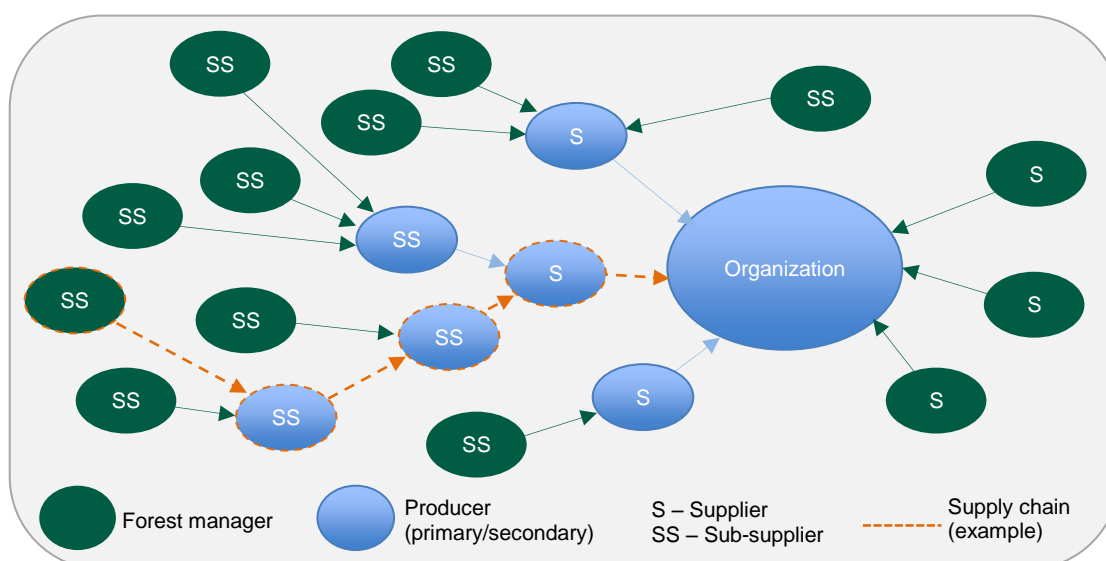 SS
SS
SS
SS
S
SS
SS
S
SS
SS
S
Organization
SS
S
SS
SS
S
SS
S
SS
S
SS
Forest manager
Producer
(primary/secondary)
S – Supplier
SS – Sub-supplier
Supply chain
(example)